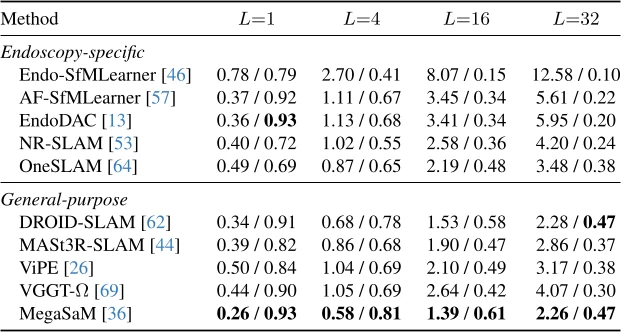 Method L=1 L=4 L=16 L=32
Endoscopy-specific
Endo-SfMLearner [46] 0.78 / 0.79 2.70 / 0.41 8.07 / 0.15 12.58 / 0.10
AF-SfMLearner [57] 0.37 / 0.92 1.11 / 0.67 3.45 / 0.34 5.61 / 0.22
EndoDAC [13] 0.36 / 0.93 1.13 / 0.68 3.41 / 0.34 5.95 / 0.20
NR-SLAM [53] 0.40 / 0.72 1.02 / 0.55 2.58 / 0.36 4.20 / 0.24
OneSLAM [64] 0.49 / 0.69 0.87 / 0.65 2.19 / 0.48 3.48 / 0.38
General-purpose
DROID-SLAM [62] 0.34 / 0.91 0.68 / 0.78 1.53 / 0.58 2.28 / 0.47
MASt3R-SLAM [44] 0.39 / 0.82 0.86 / 0.68 1.90 / 0.47 2.86 / 0.37
ViPE [26] 0.50 / 0.84 1.04 / 0.69 2.10 / 0.49 3.17 / 0.38
VGGT-Ω [69] 0.44 / 0.90 1.05 / 0.69 2.64 / 0.42 4.07 / 0.30
MegaSaM [36] 0.26 / 0.93 0.58 / 0.81 1.39 / 0.61 2.26 / 0.47